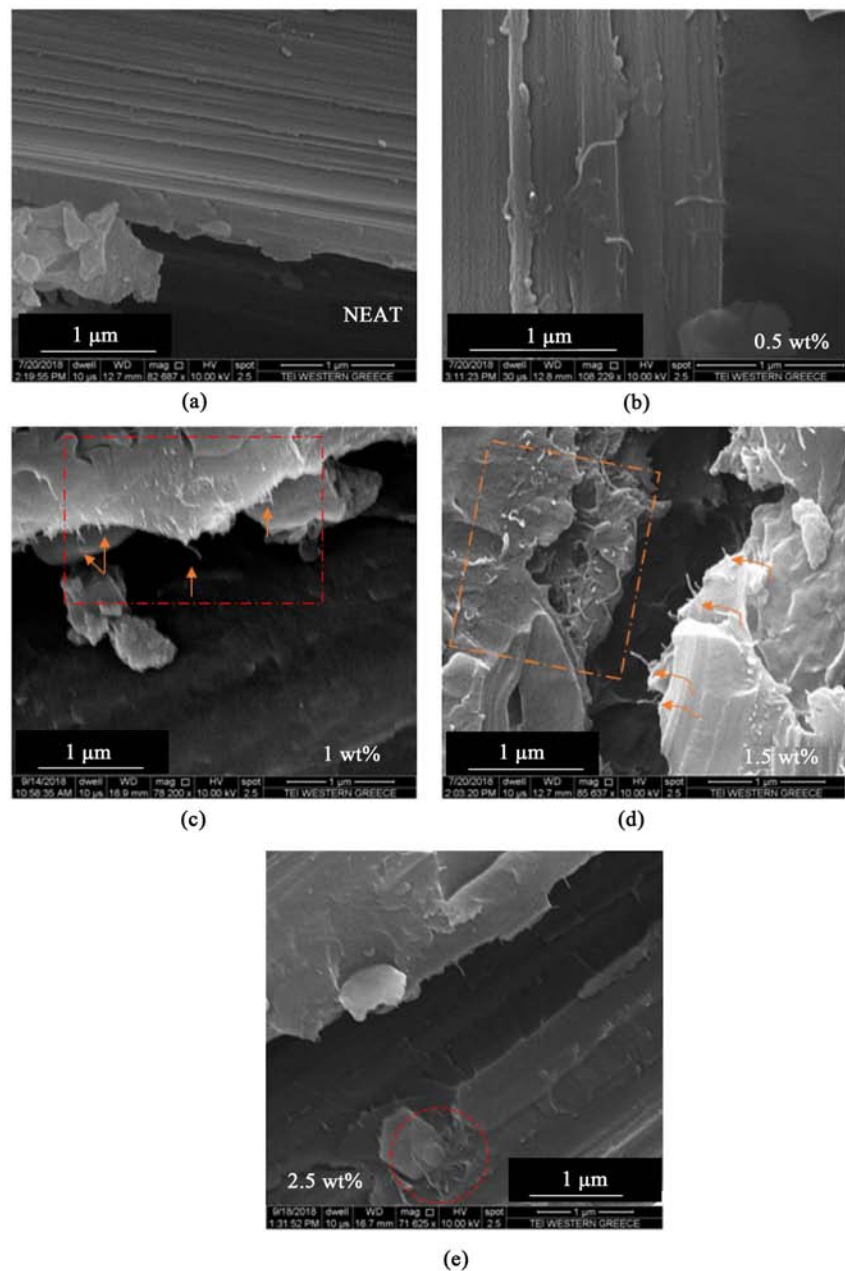 NEAT
1 µm
7/20/2018 dwell WD mag HV spot 1 µm
2:19:55 PM 10 µs 12.7 mm 82 687 x 10.00 kV 2.5 TEI WESTERN GREECE
(a)
0.5 wt%
1 µm
7/20/2018 dwell WD mag HV spot 1 µm
3:11:23 PM 30 µs 12.8 mm 108 229 x 10.00 kV 2.5 TEI WESTERN GREECE
(b)
1 µm
1 wt%
9/14/2018 dwell WD mag HV spot 1 µm
10:58:35 AM 10 µs 16.9 mm 78 200 x 10.00 kV 2.5 TEI WESTERN GREECE
(c)
1 µm
1.5 wt%
7/20/2018 dwell WD mag HV spot 1 µm
2:03:20 PM 10 µs 12.7 mm 85 637 x 10.00 kV 2.5 TEI WESTERN GREECE
(d)
2.5 wt%
1 µm
9/18/2018 dwell WD mag HV spot 1 µm
1:31:52 PM 10 µs 16.7 mm 71 625 x 10.00 kV 2.5 TEI WESTERN GREECE
(e)